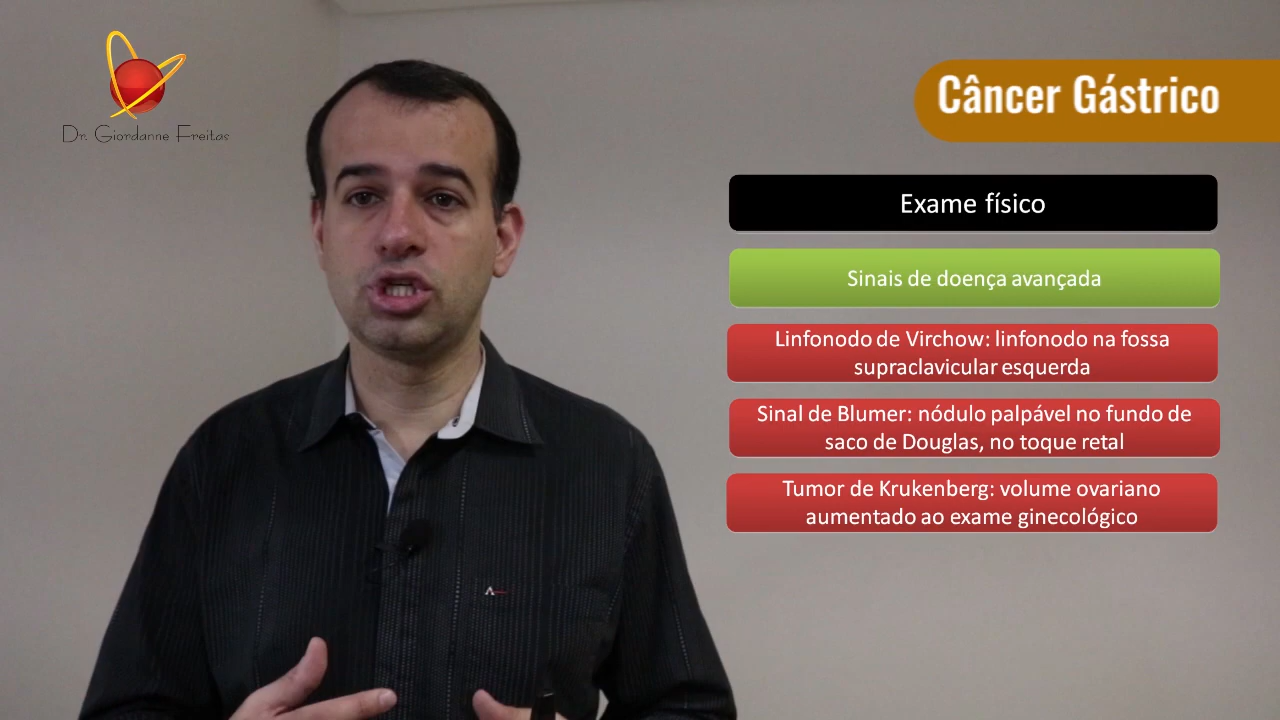 Dr. Giordanne Freitas
Câncer Gástrico
Exame físico
Sinais de doença avançada
Linfonodo de Virchow: linfonodo na fossa
supraclavicular esquerda
Sinal de Blumer: nódulo palpável no fundo de
saco de Douglas, no toque retal
Tumor de Krukenberg: volume ovariano
aumentado ao exame ginecológico